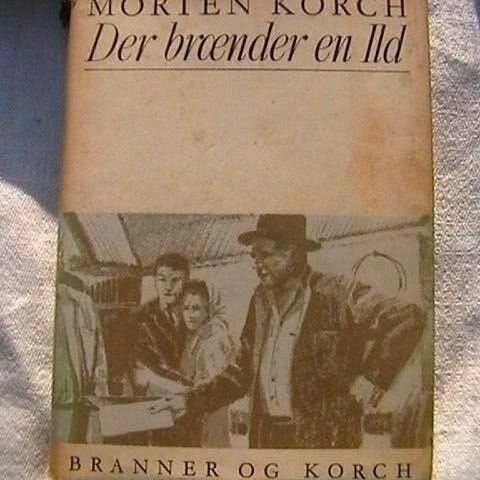 MORTEN KORCH
Der brænder en Ild
BRANNER OG KORCH